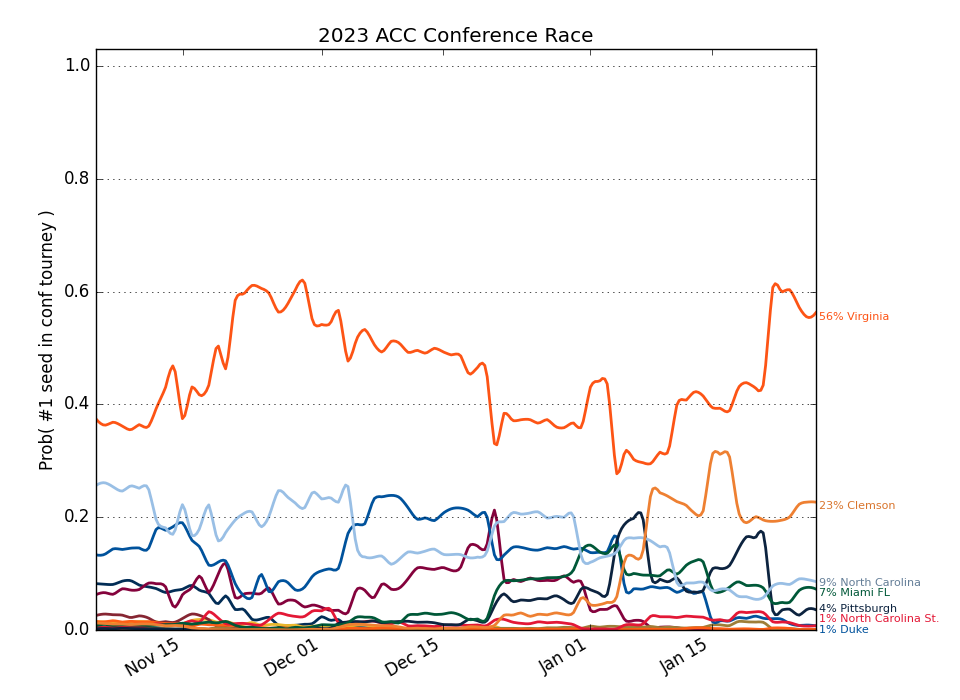 2023 ACC Conference Race
Prob( #1 seed in conf tourney )
1.0
0.8
0.6
0.4
0.2
0.0
Nov 15
Dec 01
Dec 15
Jan 01
Jan 15
56% Virginia
23% Clemson
9% North Carolina
7% Miami FL
4% Pittsburgh
1% North Carolina St.
1% Duke